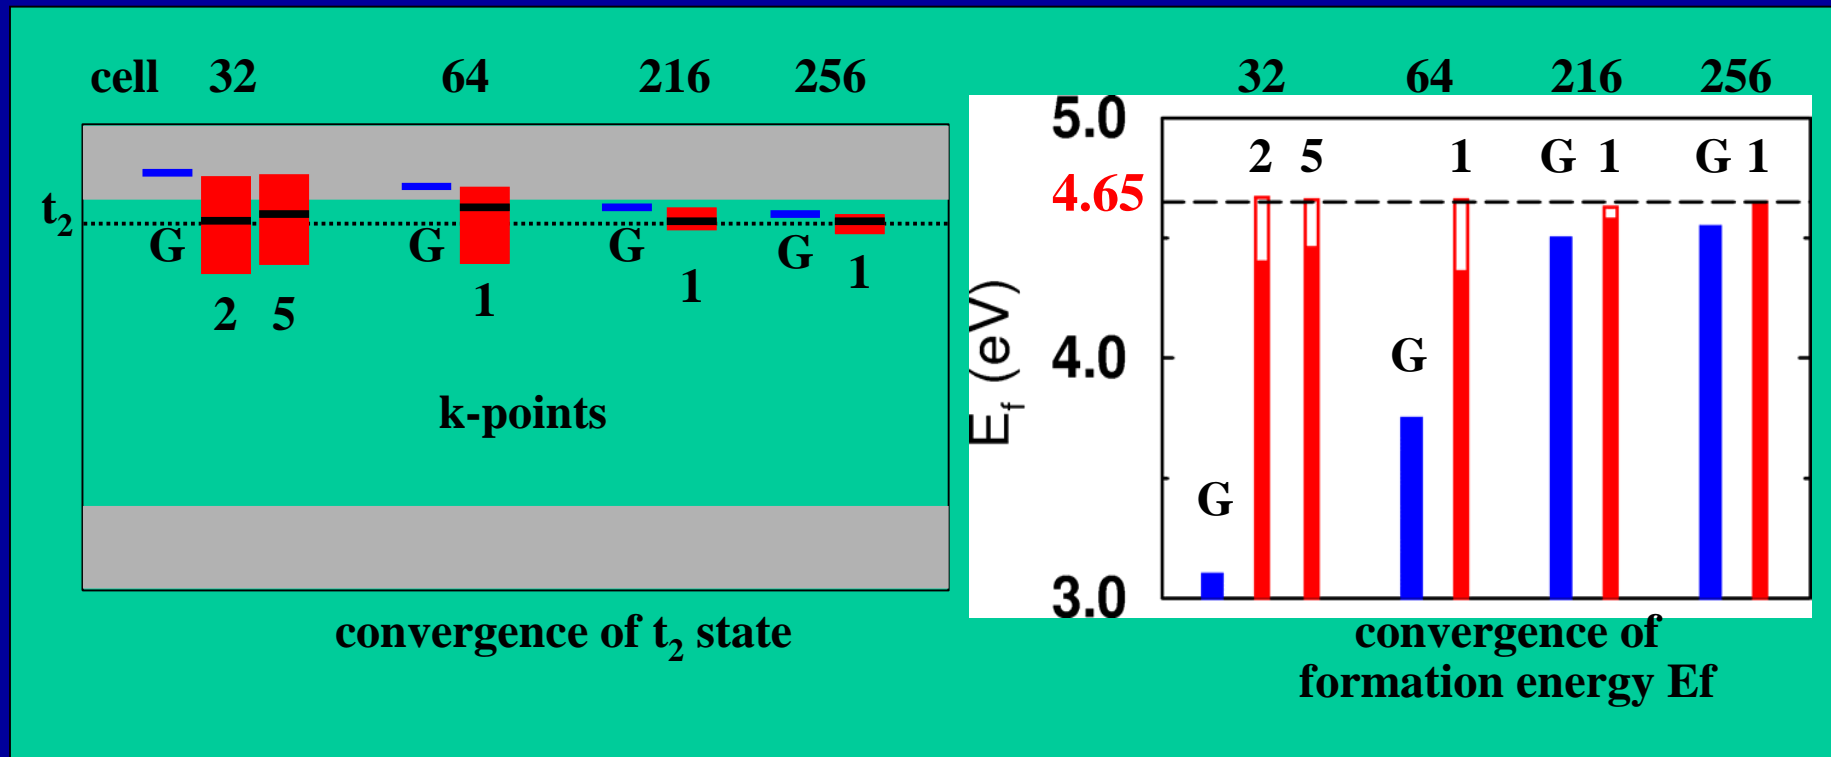 cell 32 64 216 256
t2
G G G G
2 5 1 1 1
k-points
convergence of t2 state
32 64 216 256
5.0
2 5 1 G 1 G 1
4.65
4.0
G
G
3.0
Ef (eV)
convergence of
formation energy Ef